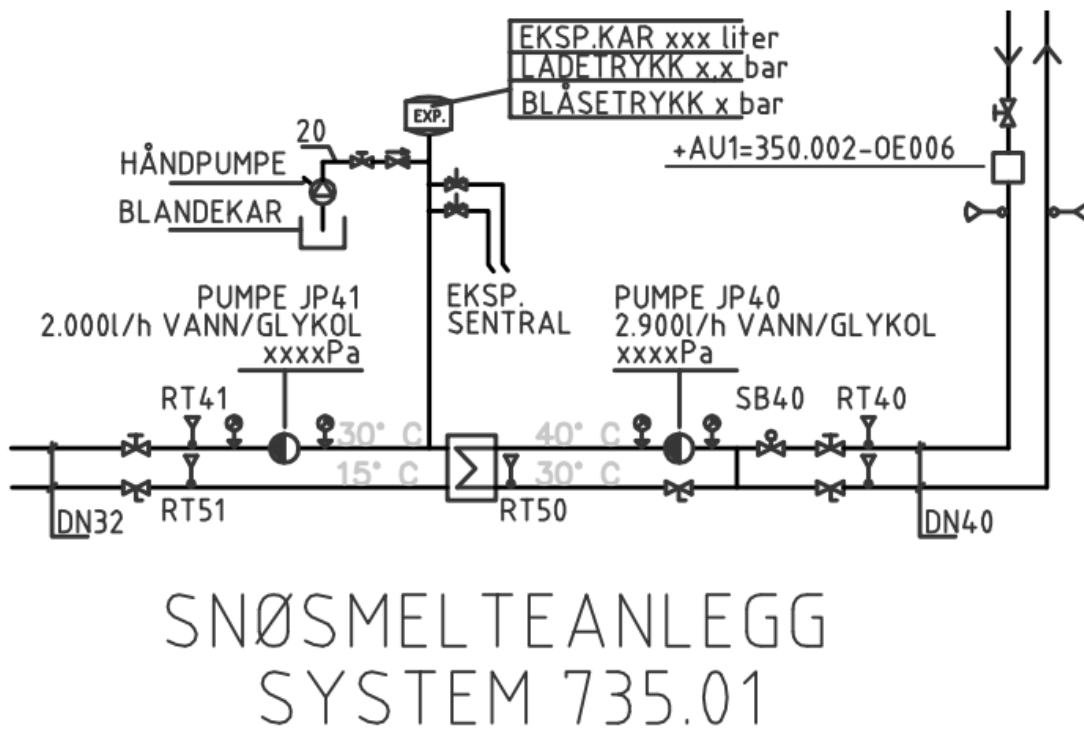 EKSP.KAR xxx liter
LADETRYKK x,x bar
BLÅSETRYKK x bar
EXP.
20
HÅNDPUMPE
BLANDEKAR
+AU1=350.002-OE006
PUMPE JP41
2.000l/h VANN/GLYKOL
xxxxPa
EKSP.
SENTRAL
PUMPE JP40
2.900l/h VANN/GLYKOL
xxxxPa
RT41
SB40
RT40
30° C
40° C
15° C
30° C
RT51
RT50
DN32
DN40
SNØSMELTEANLEGG
SYSTEM 735.01